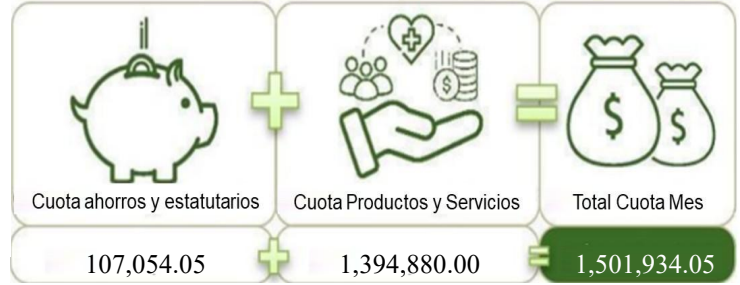 Cuota ahorros y estatutarios
Cuota Productos y Servicios
Total Cuota Mes
107,054.05
1,394,880.00
1,501,934.05